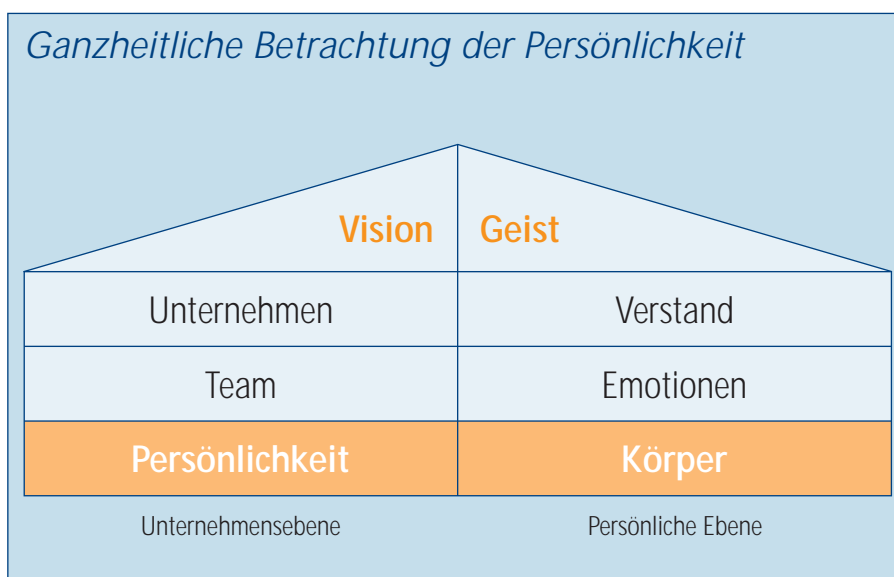 Ganzheitliche Betrachtung der Persönlichkeit
Vision Geist
Unternehmen Verstand
Team Emotionen
Persönlichkeit Körper
Unternehmensebene Persönliche Ebene